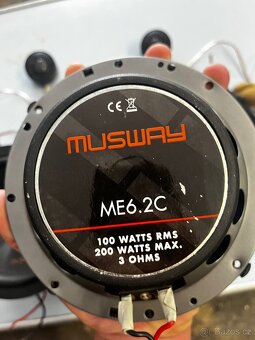 CE
MUSWAY
ME6.2C
100 WATTS RMS
200 WATTS MAX.
3 OHMS